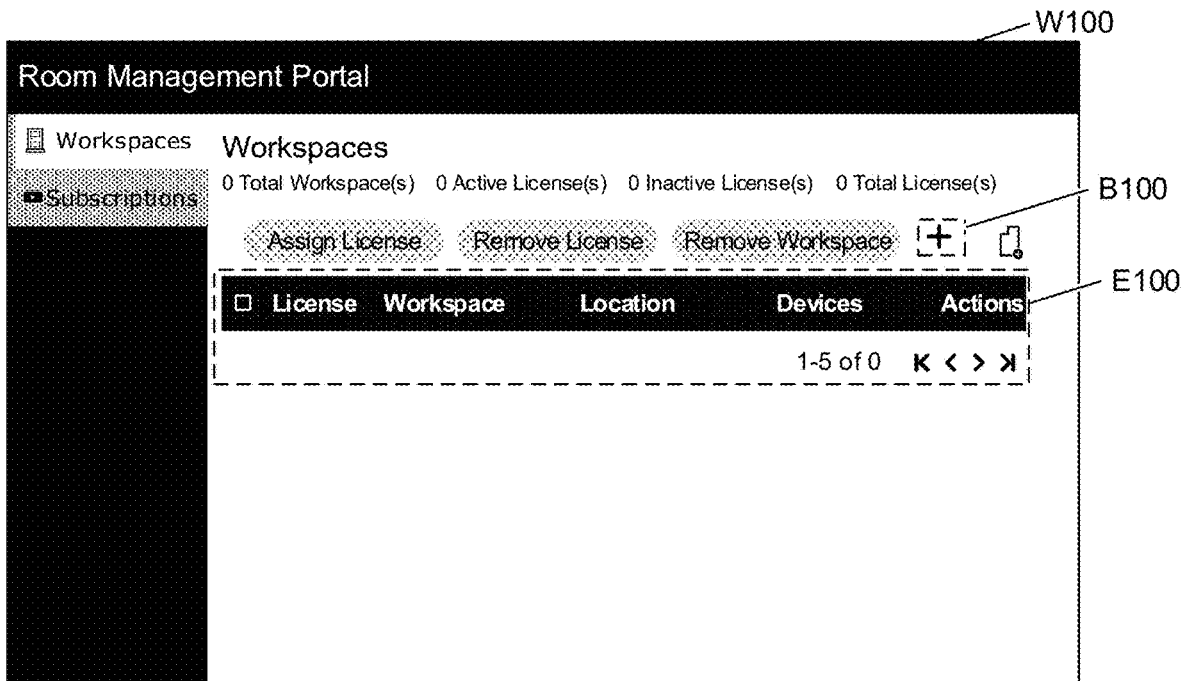 W100
Room Management Portal
Workspaces
Subscriptions
Workspaces
0 Total Workspace(s) 0 Active License(s) 0 Inactive License(s) 0 Total License(s)
B100
Assign License Remove License Remove Workspace +
E100
License Workspace Location Devices Actions
1-5 of 0